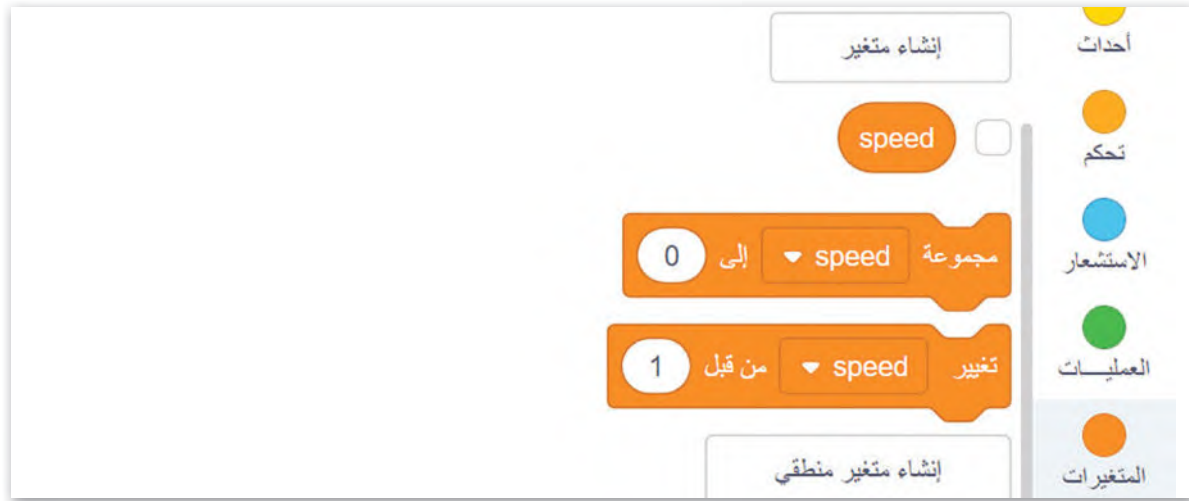 إنشاء متغير
speed
مجموعة speed إلى 0
تغيير speed من قبل 1
إنشاء متغير منطقي
أحداث
تحكم
الاستشعار
العمليـــات
المتغيرات